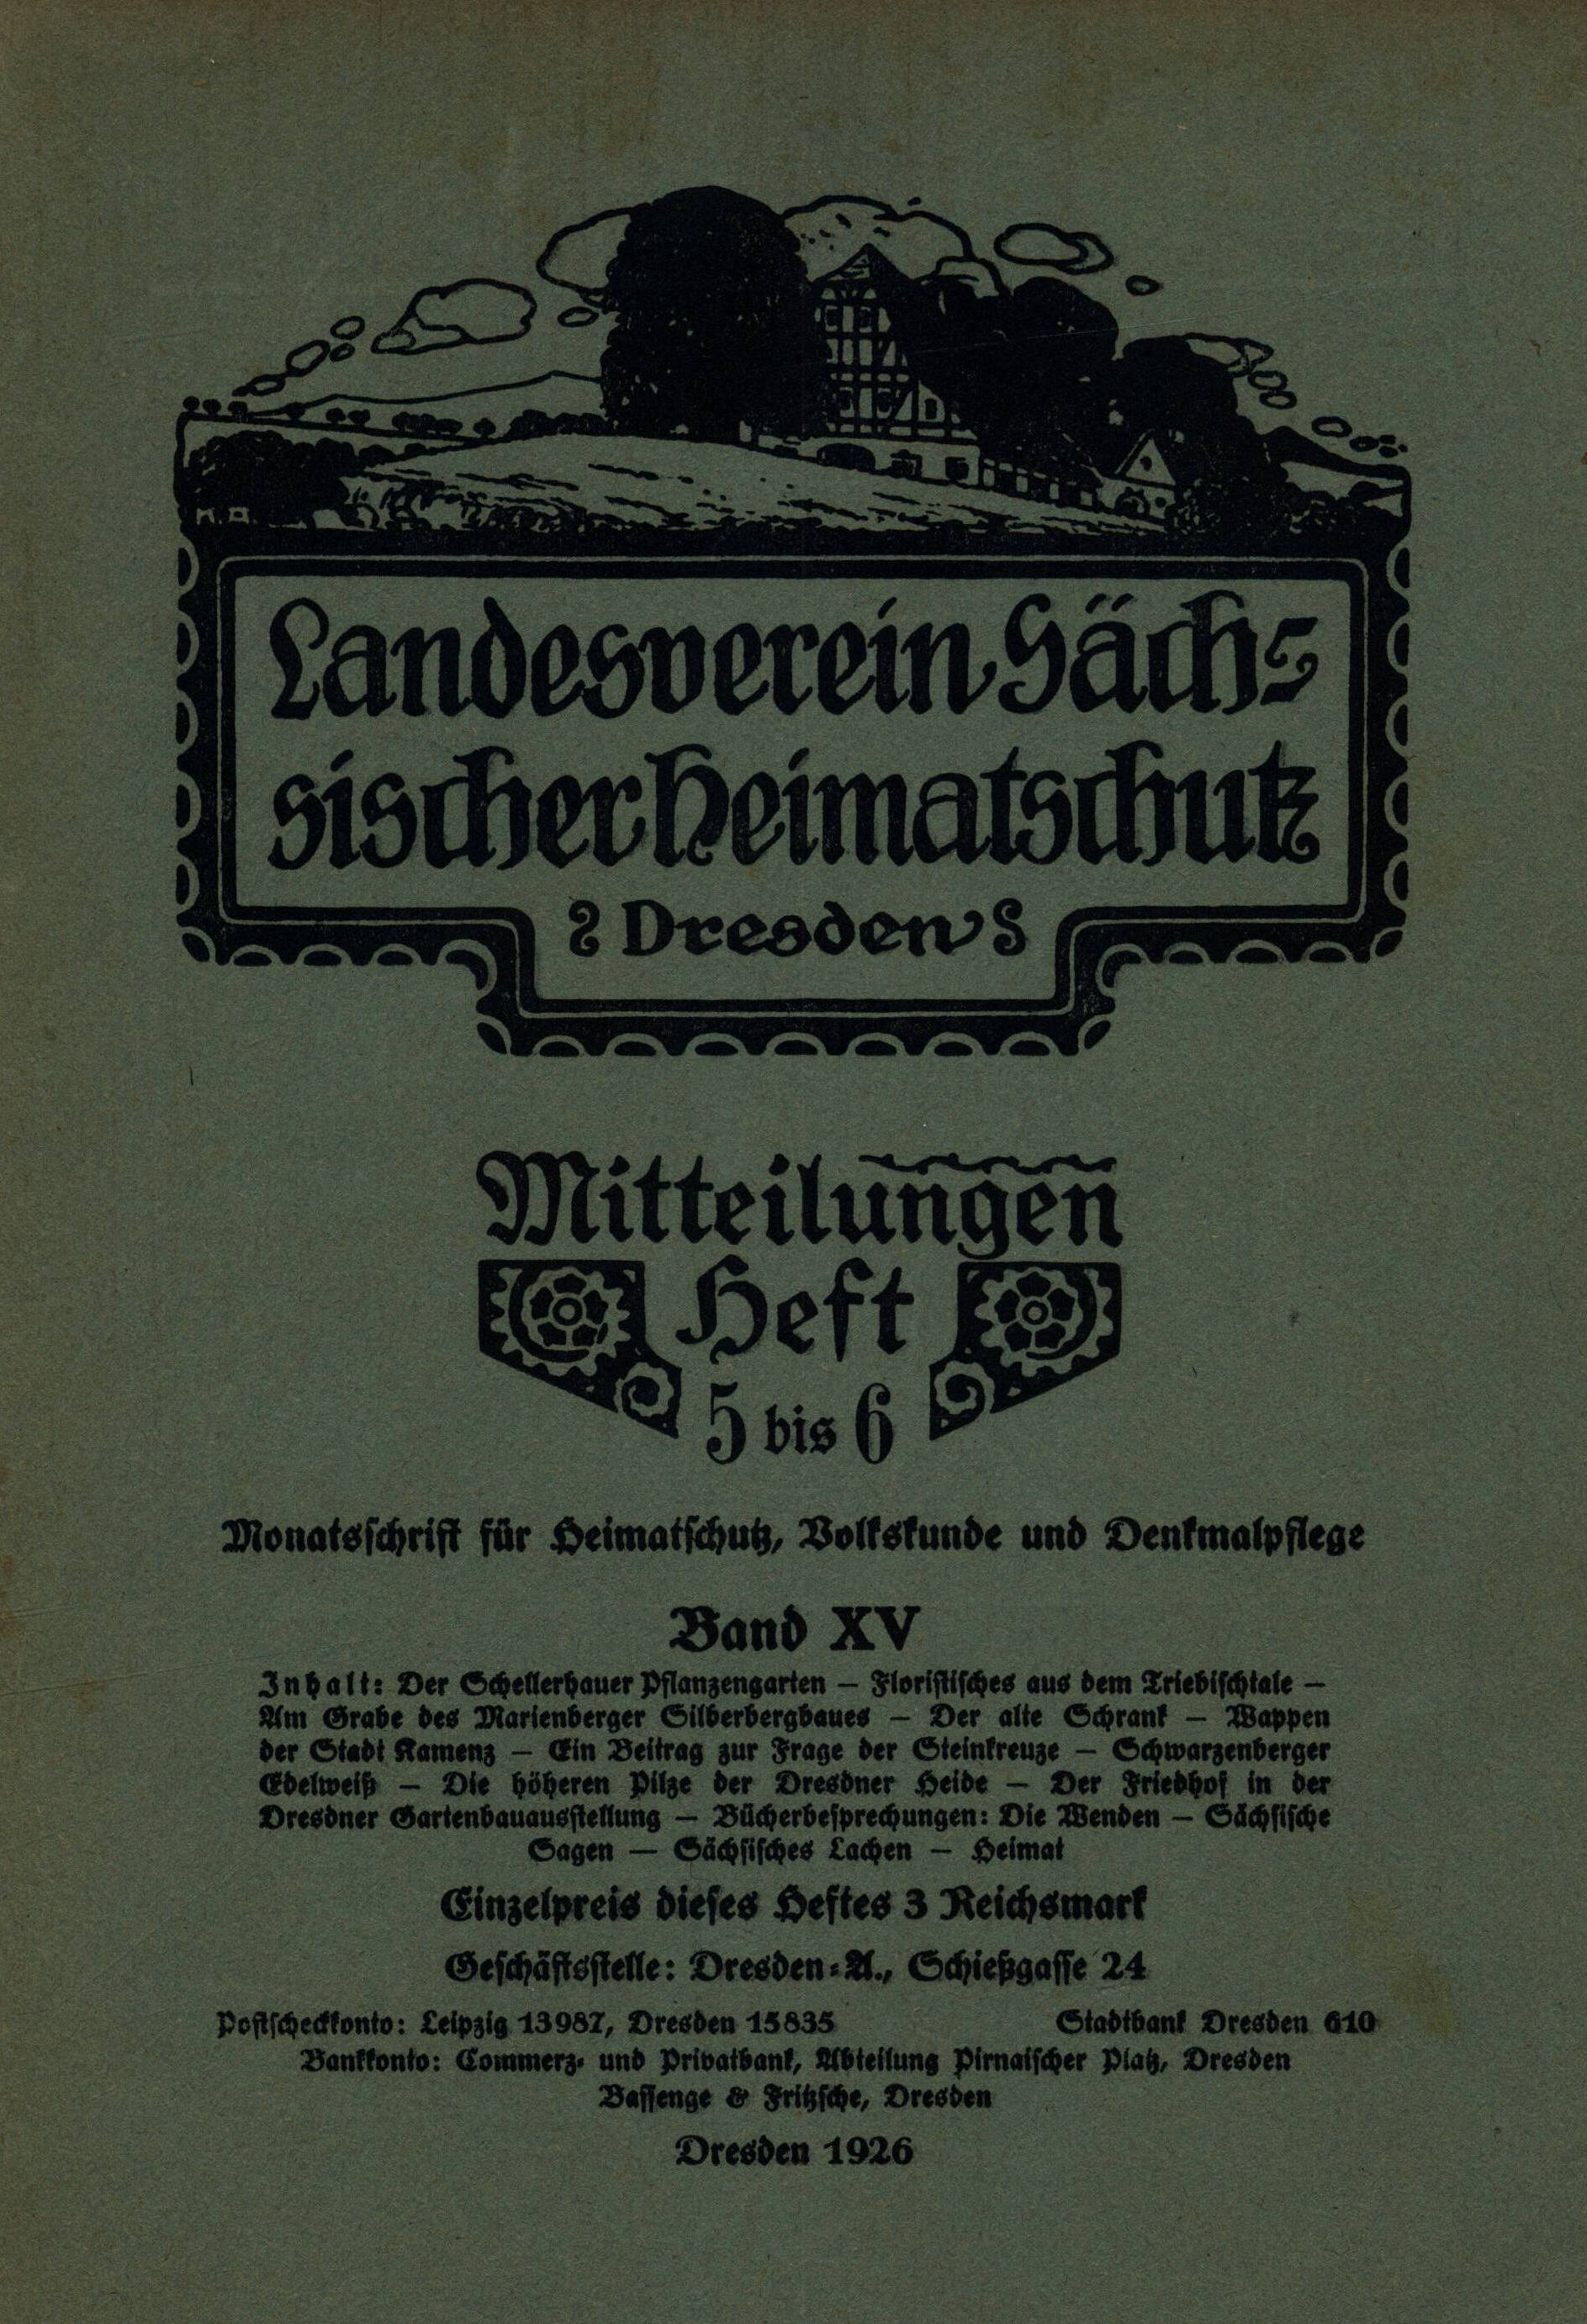 Landesverein Säch⸗
sischer Heimatschutz
Dresden
Mitteilungen
Heft
5 bis 6
Monatsschrift für Heimatschutz, Volkskunde und Denkmalpflege
Band XV
Inhalt: Der Schellerhauer Pflanzengarten — Floristisches aus dem Triebischtale —
Am Grabe des Marienberger Silberbergbaues — Der alte Schrank — Wappen
der Stadt Kamenz — Ein Beitrag zur Frage der Steinkreuze — Schwarzenberger
Edelweiß — Die höheren Pilze der Dresdner Heide — Der Friedhof in der
Dresdner Gartenbauausstellung — Bücherbesprechungen: Die Wenden — Sächsische
Sagen — Sächsisches Lachen — Heimat
Einzelpreis dieses Heftes 3 Reichsmark
Geschäftsstelle: Dresden⸗A., Schießgasse 24
Postscheckkonto: Leipzig 13987, Dresden 15835 Stadtbank Dresden 610
Bankkonto: Commerz⸗ und Privatbank, Abteilung Pirnaischer Platz, Dresden
Bassenge & Fritzsche, Dresden
Dresden 1926